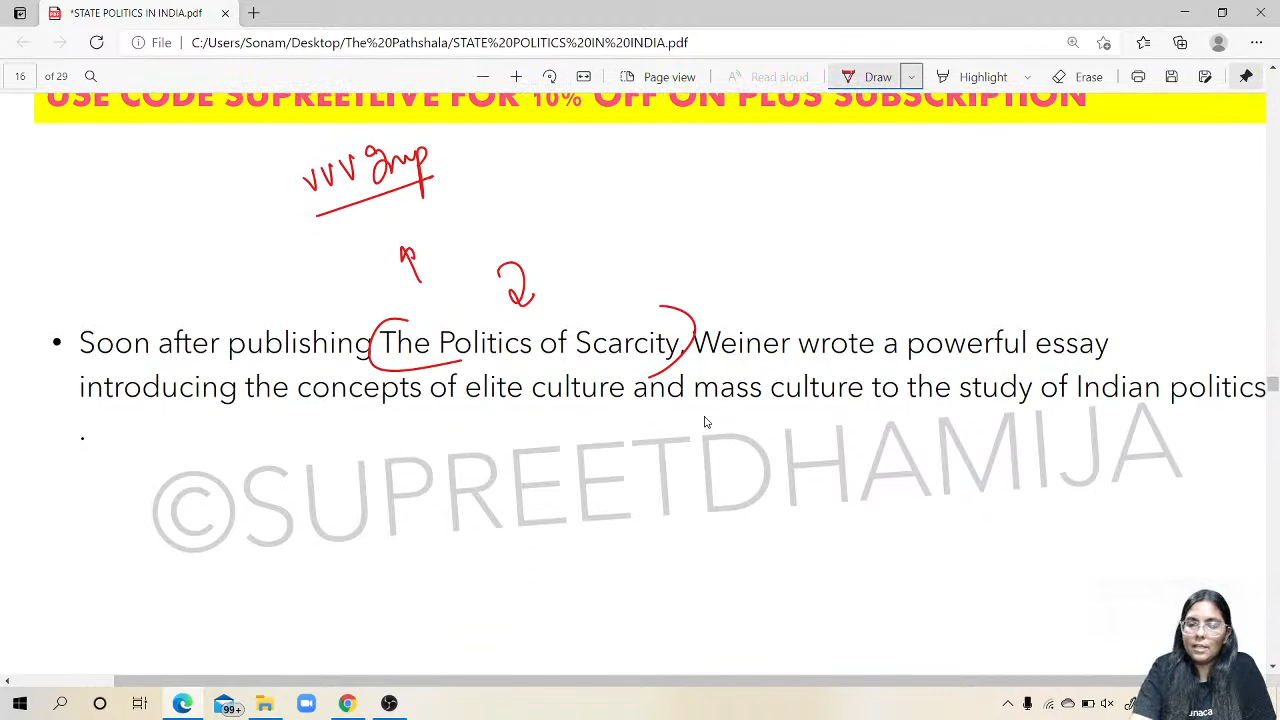 *STATE POLITICS IN INDIA.pdf
File C:/Users/Sonam/Desktop/The%20Pathshala/STATE%20POLITICS%20IN%20INDIA.pdf
16 of 29 Page view Read aloud Draw Highlight Erase
USE CODE SUPREETLIVE FOR 10% OFF ON PLUS SUBSCRIPTION
VVV Imp
2
• Soon after publishing The Politics of Scarcity, Weiner wrote a powerful essay
introducing the concepts of elite culture and mass culture to the study of Indian politics
.
©SUPREETDHAMIJA
99+
unaca